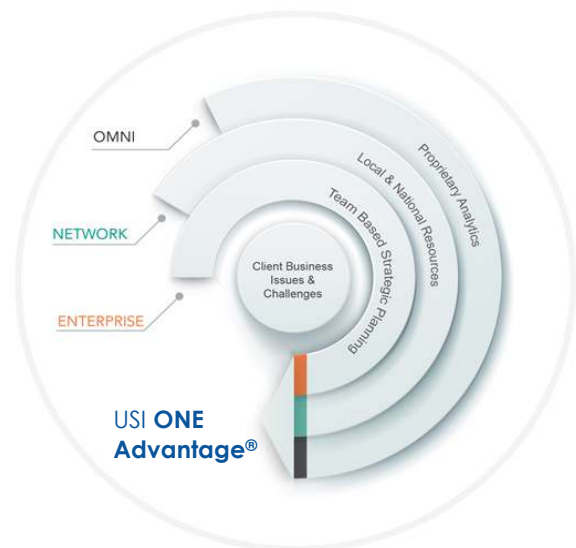 OMNI
NETWORK
ENTERPRISE
Proprietary Analytics
Local & National Resources
Team Based Strategic Planning
Client Business
Issues &
Challenges
USI ONE
Advantage®